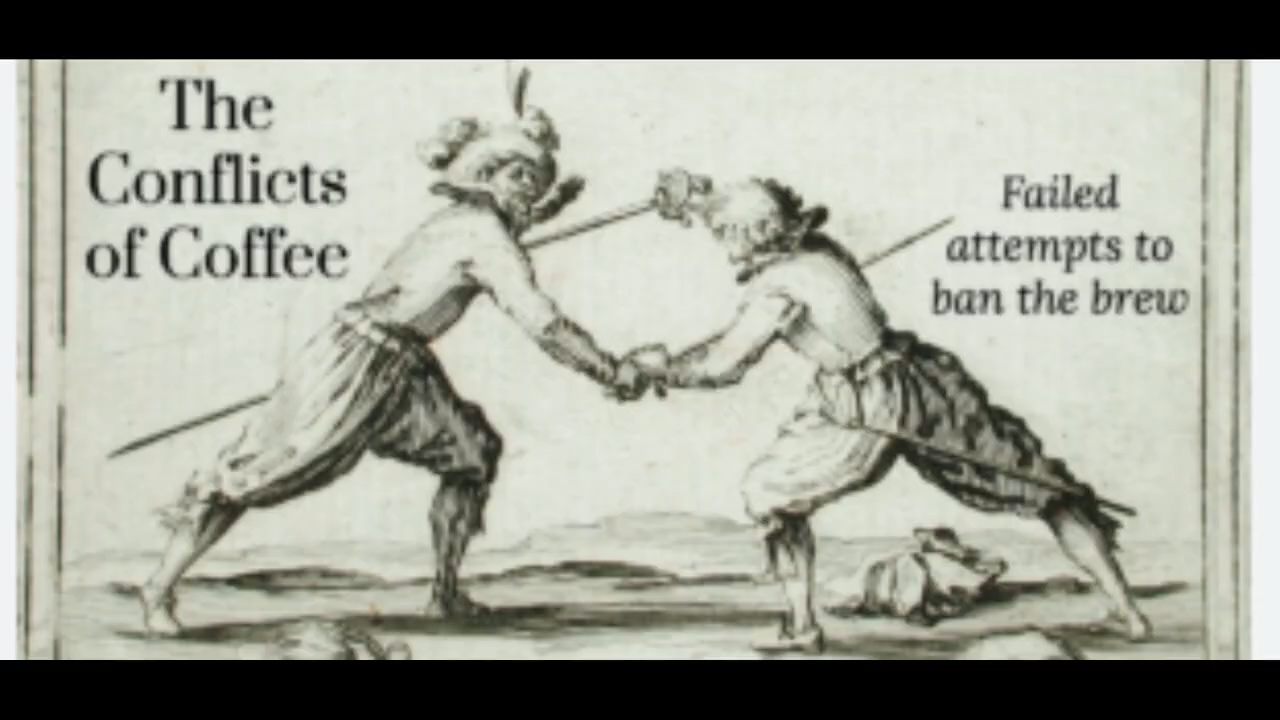 The
Conflicts
of Coffee
Failed
attempts to
ban the brew